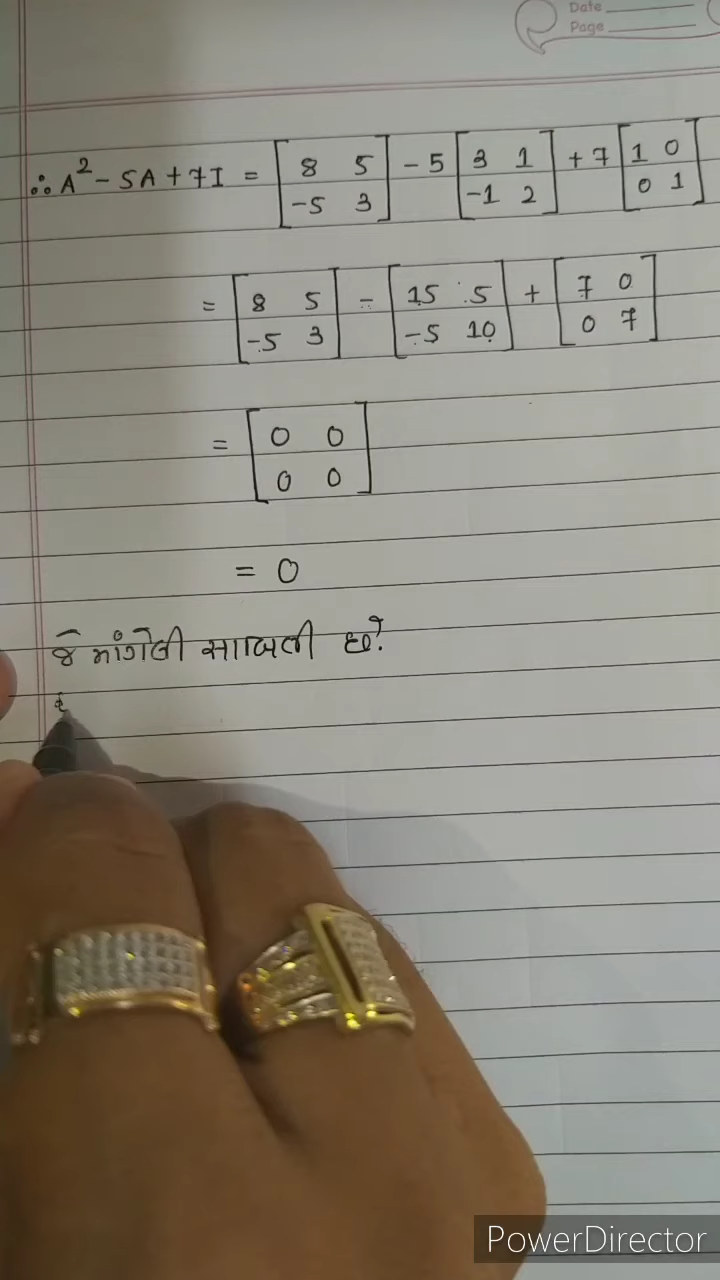 Date
Page
∴ A² - 5A + 7I = [8 5; -5 3] - 5 [3 1; -1 2] + 7 [1 0; 0 1]
= [8 5; -5 3] - [15 5; -5 10] + [7 0; 0 7]
= [0 0; 0 0]
= 0
જે માંગેલી સાબિતી છે.
PowerDirector